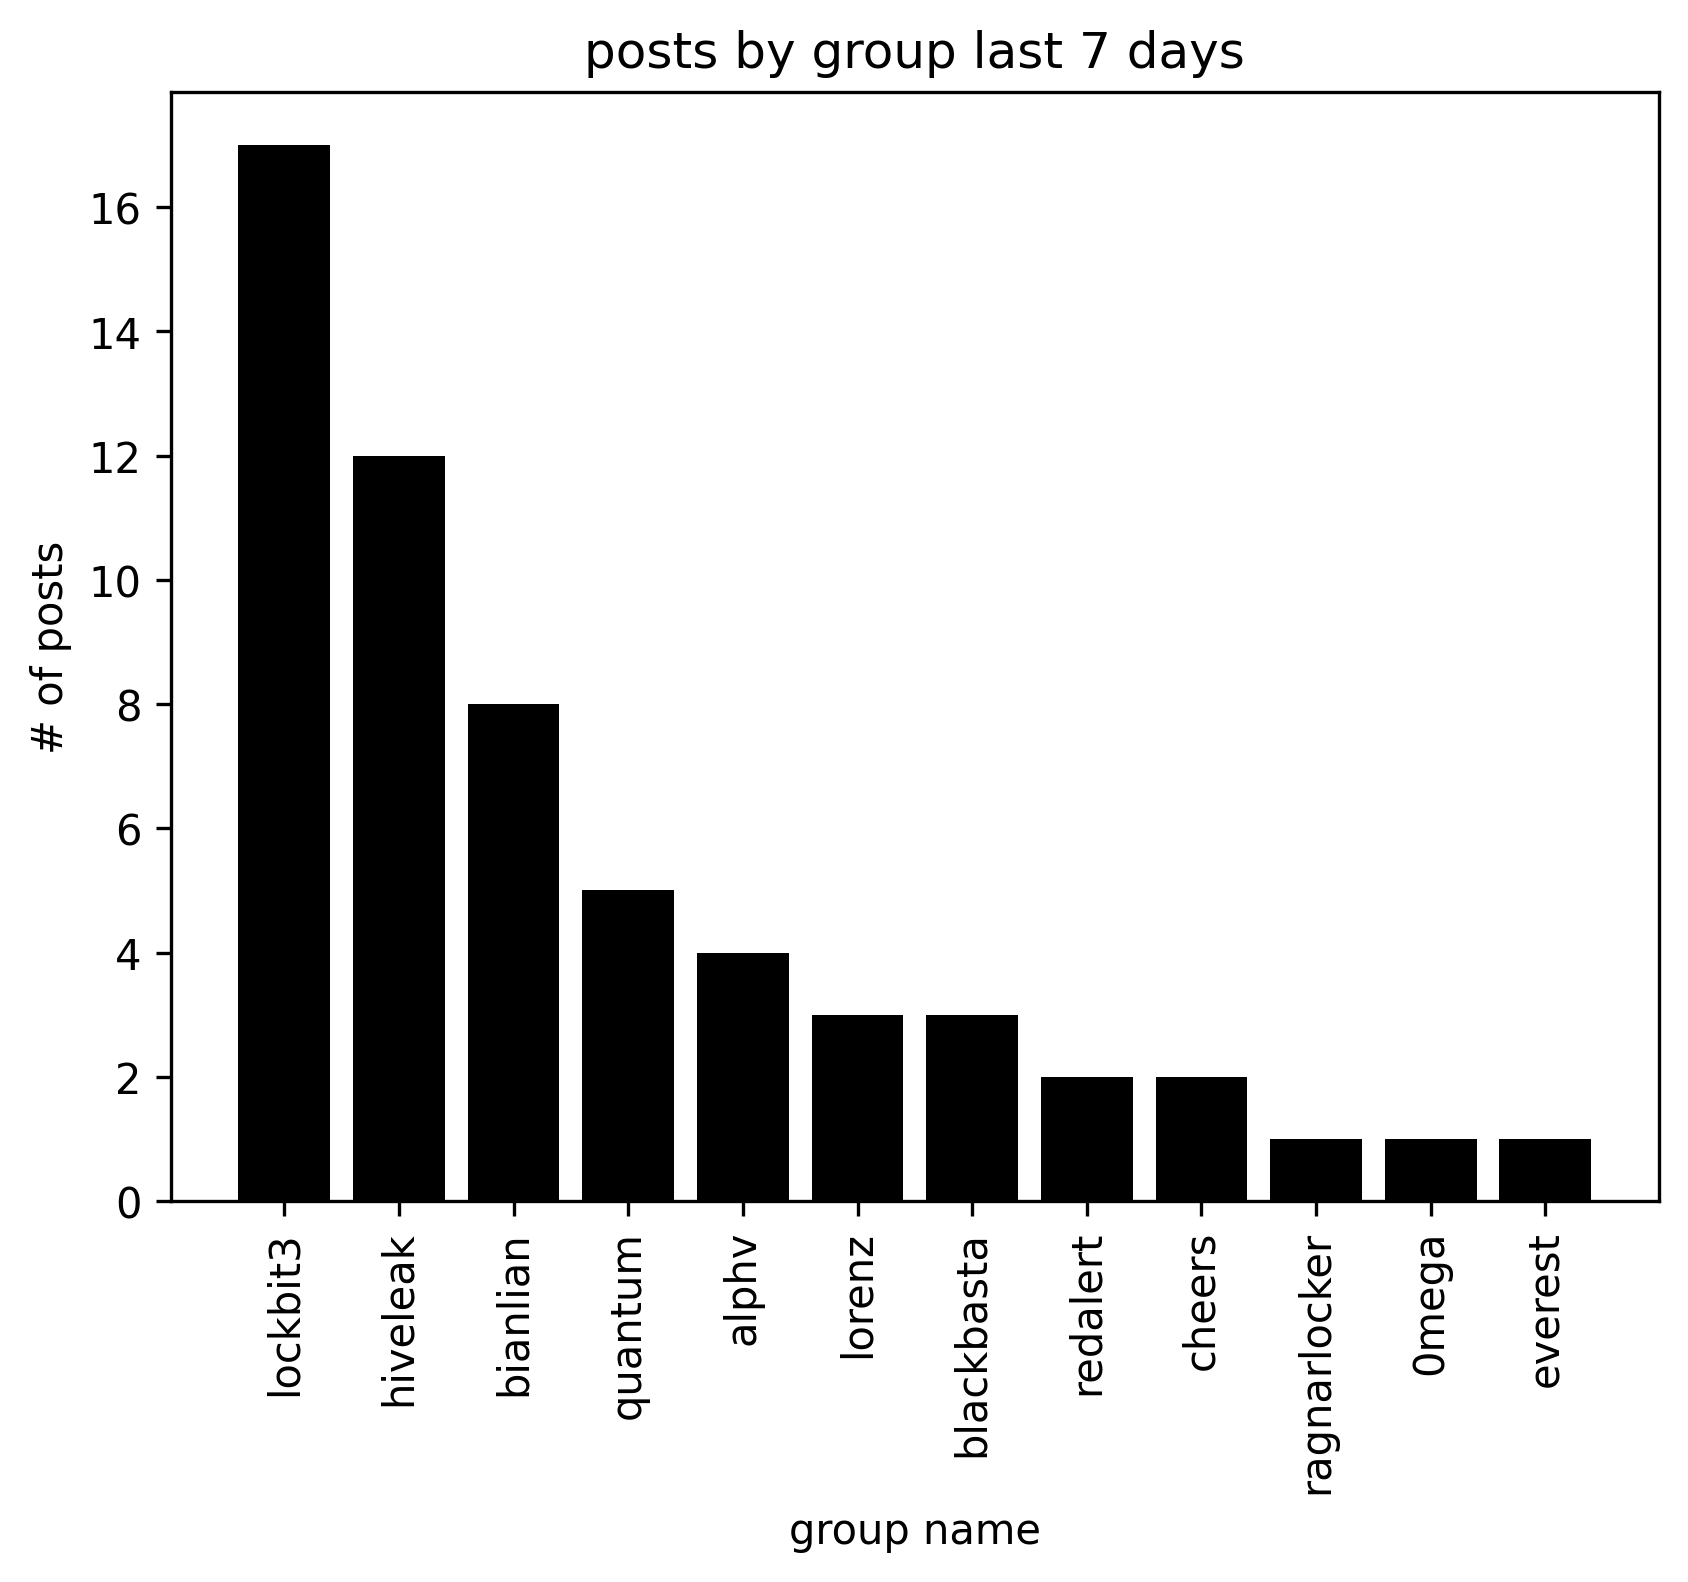 posts by group last 7 days
# of posts
16
14
12
10
8
6
4
2
0
lockbit3
hiveleak
bianlian
quantum
alphv
lorenz
blackbasta
redalert
cheers
ragnarlocker
0mega
everest
group name